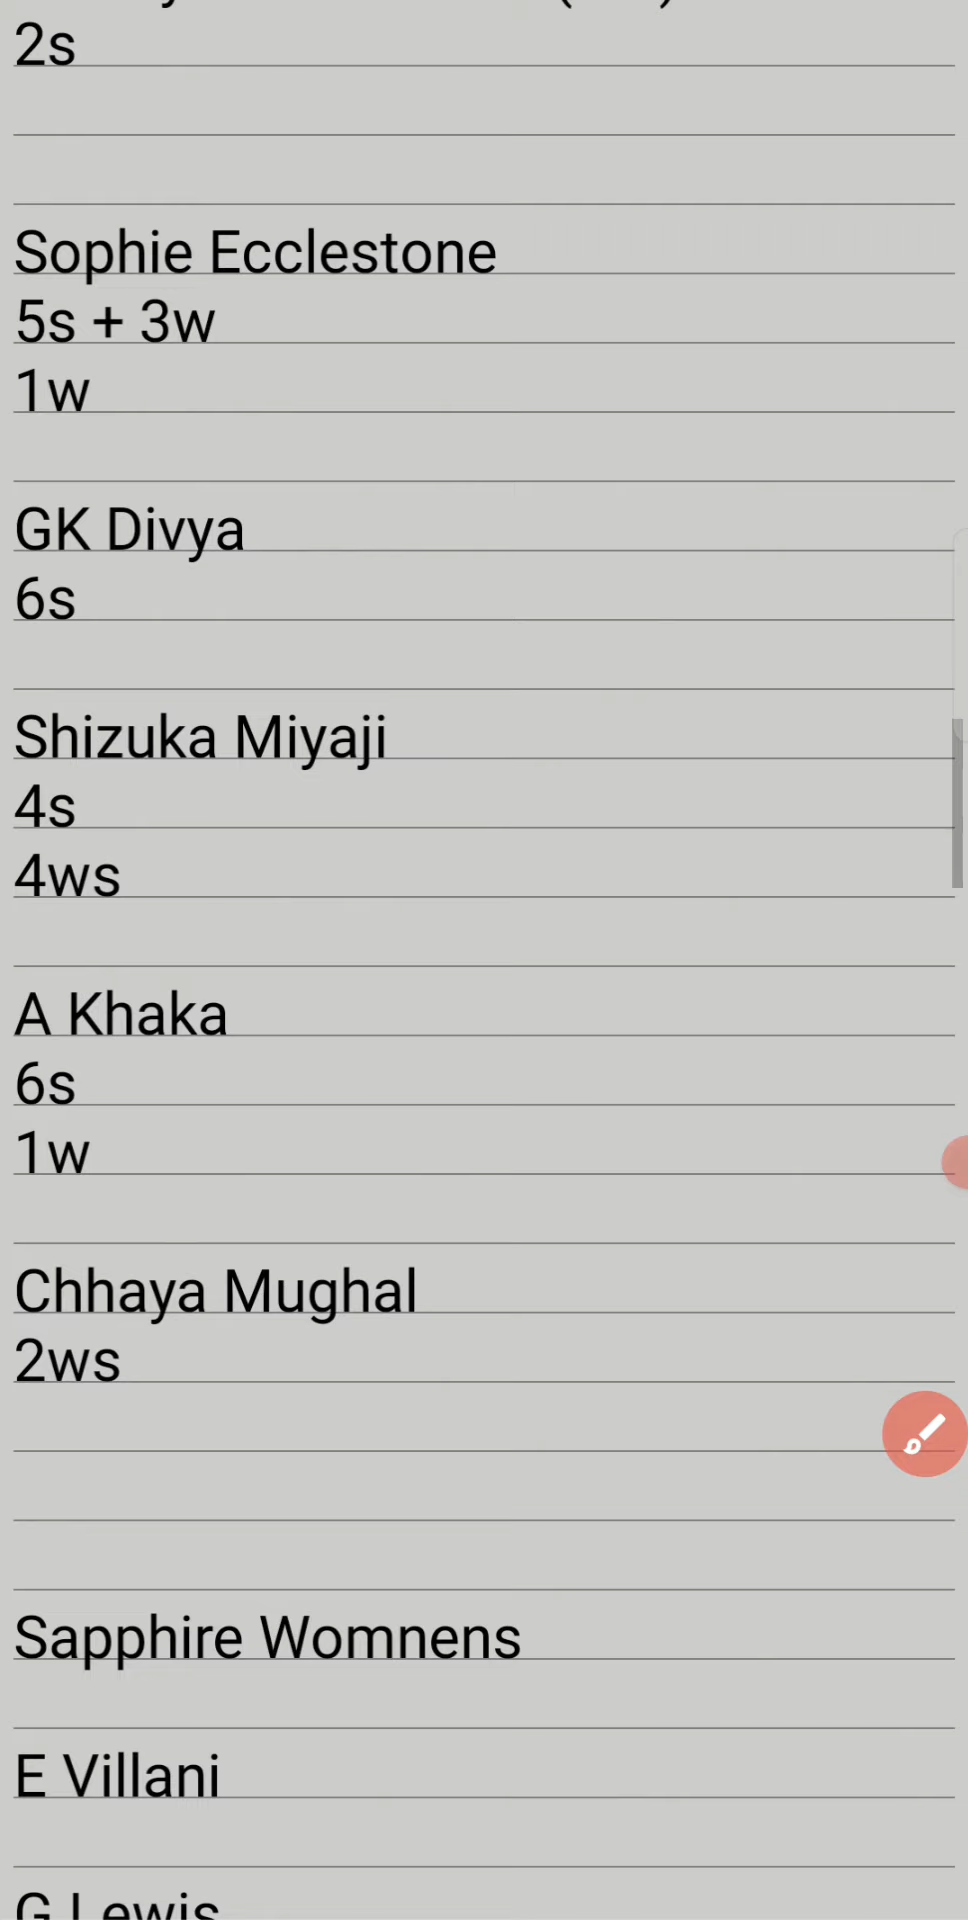 2s
Sophie Ecclestone
5s + 3w
1w
GK Divya
6s
Shizuka Miyaji
4s
4ws
A Khaka
6s
1w
Chhaya Mughal
2ws
Sapphire Womnens
E Villani
G Lewis